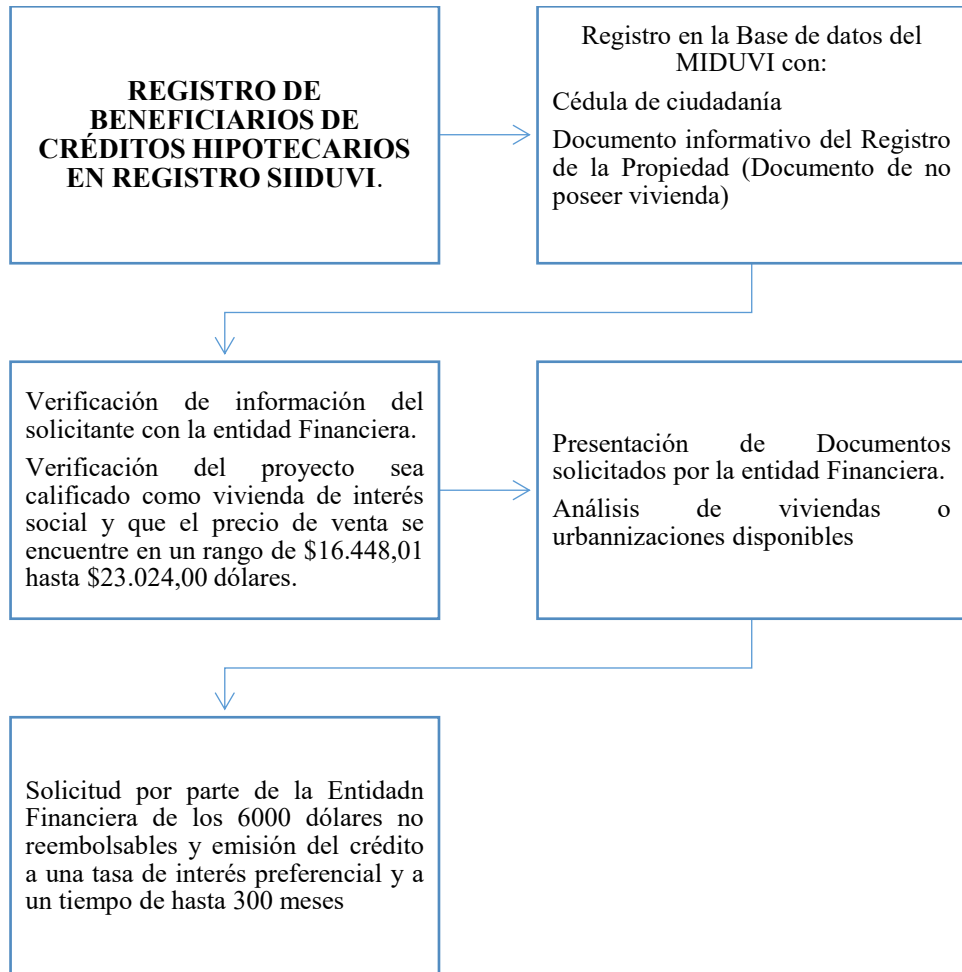 REGISTRO DE
BENEFICIARIOS DE
CRÉDITOS HIPOTECARIOS
EN REGISTRO SIIDUVI.
Registro en la Base de datos del
MIDUVI con:
Cédula de ciudadanía
Documento informativo del Registro
de la Propiedad (Documento de no
poseer vivienda)
Verificación de información del
solicitante con la entidad Financiera.
Verificación del proyecto sea
calificado como vivienda de interés
social y que el precio de venta se
encuentre en un rango de $16.448,01
hasta $23.024,00 dólares.
Presentación de Documentos
solicitados por la entidad Financiera.
Análisis de viviendas o
urbannizaciones disponibles
Solicitud por parte de la Entidadn
Financiera de los 6000 dólares no
reembolsables y emisión del crédito
a una tasa de interés preferencial y a
un tiempo de hasta 300 meses